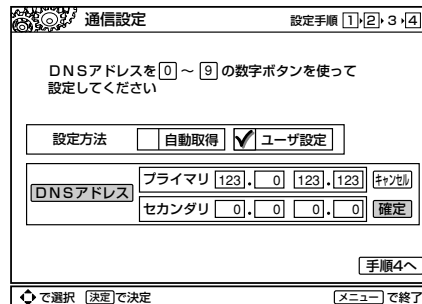 通信設定 設定手順 1 2 3 4
DNSアドレスを 0 ~ 9 の数字ボタンを使って
設定してください
設定方法 自動取得 ユーザ設定
DNSアドレス
プライマリ 123. 0 123.123 キャンセル
セカンダリ 0. 0 0. 0 確定
手順4へ
で選択 決定 で決定 メニュー で終了